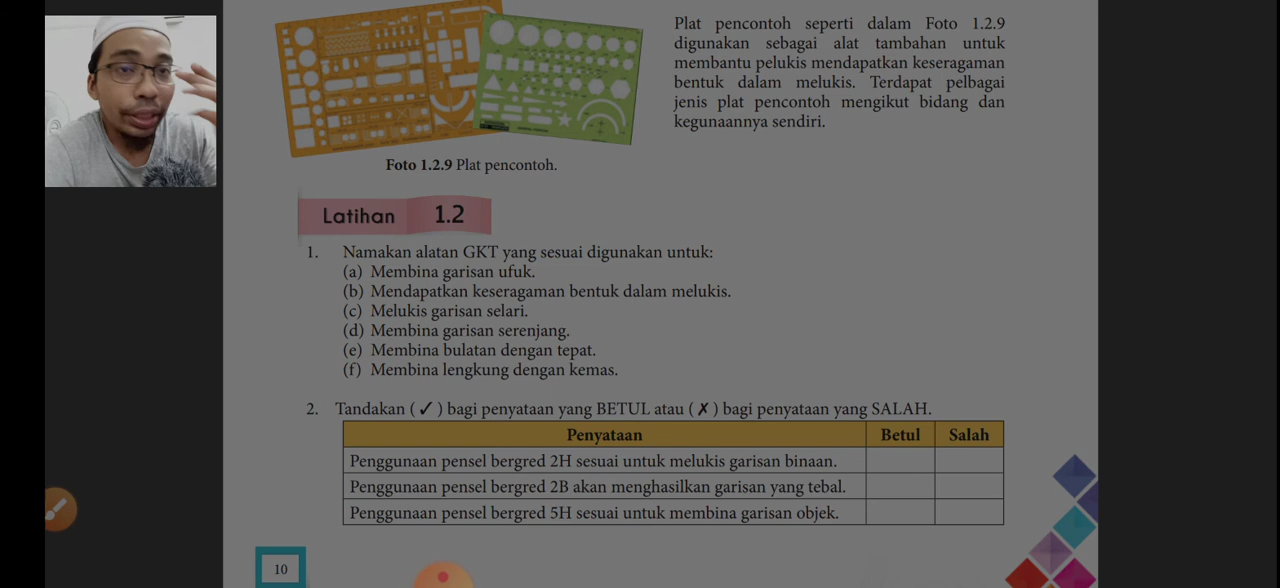 Plat pencontoh seperti dalam Foto 1.2.9
digunakan sebagai alat tambahan untuk
membantu pelukis mendapatkan keseragaman
bentuk dalam melukis. Terdapat pelbagai
jenis plat pencontoh mengikut bidang dan
kegunaannya sendiri.
Foto 1.2.9 Plat pencontoh.
Latihan 1.2
1. Namakan alatan GKT yang sesuai digunakan untuk:
(a) Membina garisan ufuk.
(b) Mendapatkan keseragaman bentuk dalam melukis.
(c) Melukis garisan selari.
(d) Membina garisan serenjang.
(e) Membina bulatan dengan tepat.
(f) Membina lengkung dengan kemas.
2. Tandakan ( ✓ ) bagi penyataan yang BETUL atau ( ✗ ) bagi penyataan yang SALAH.
Penyataan Betul Salah
Penggunaan pensel bergred 2H sesuai untuk melukis garisan binaan.
Penggunaan pensel bergred 2B akan menghasilkan garisan yang tebal.
Penggunaan pensel bergred 5H sesuai untuk membina garisan objek.
10